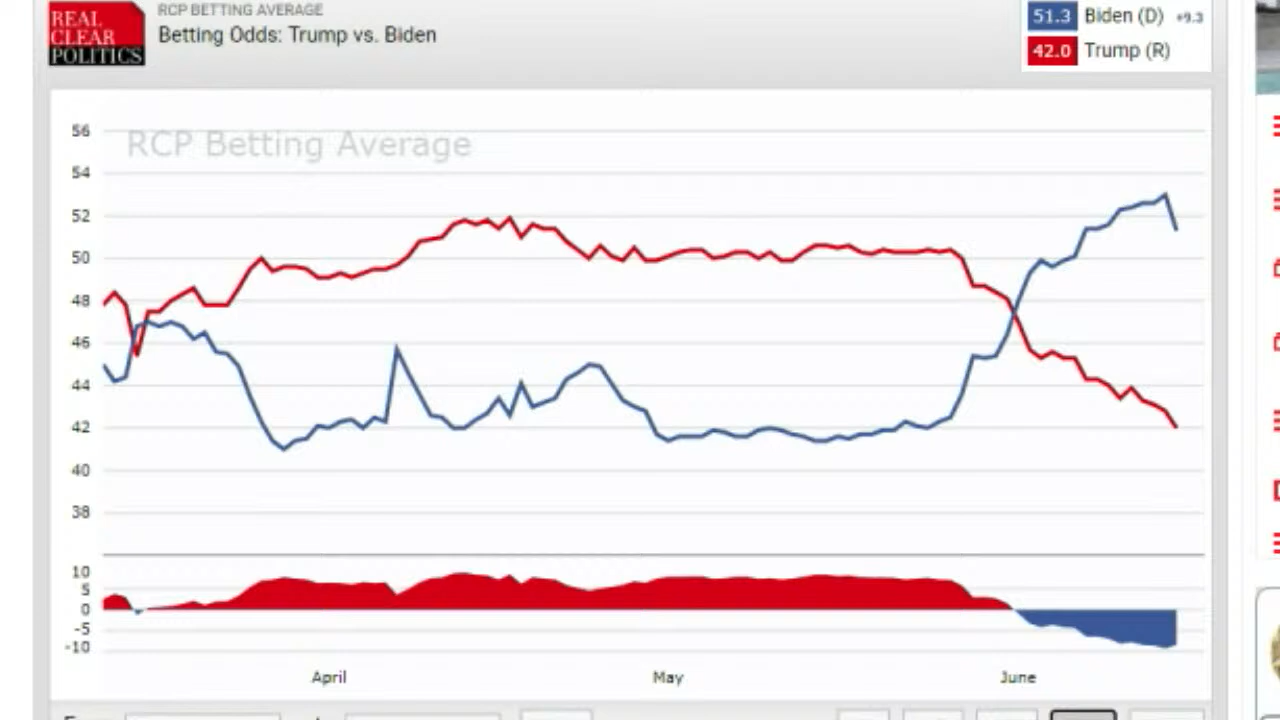 REAL
CLEAR
POLITICS
RCP BETTING AVERAGE
Betting Odds: Trump vs. Biden
51.3 Biden (D) +9.3
42.0 Trump (R)
RCP Betting Average
56
54
52
50
48
46
44
42
40
38
10
5
0
-5
-10
April May June